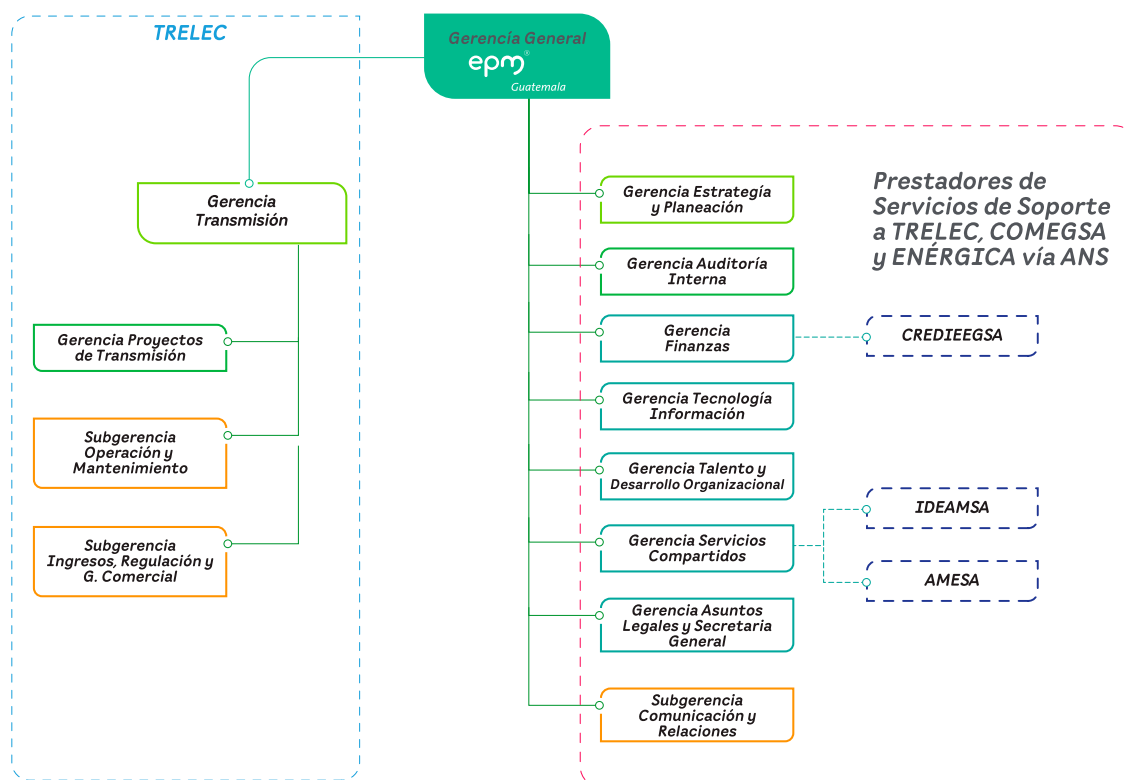 TRELEC
Gerencía General
epm®
Guatemala
Gerencia
Transmisión
Gerencia Proyectos
de Transmisión
Subgerencia
Operación y
Mantenimiento
Subgerencia
Ingresos, Regulación y
G. Comercial
Prestadores de
Servicios de Soporte
a TRELEC, COMEGSA
y ENÉRGICA vía ANS
Gerencia Estrategía
y Planeación
Gerencia Auditoría
Interna
Gerencia
Finanzas
CREDIEEGSA
Gerencia Tecnología
Información
Gerencia Talento y
Desarrollo Organizacional
Gerencia Servicios
Compartidos
IDEAMSA
AMESA
Gerencia Asuntos
Legales y Secretaria
General
Subgerencia
Comunicación y
Relaciones